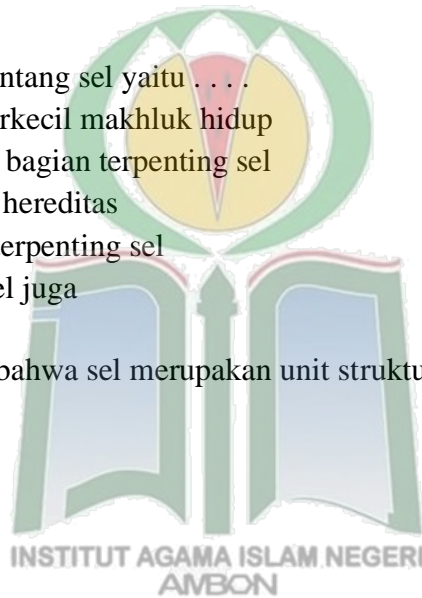 ntang sel yaitu . . . .
rkecil makhluk hidup
bagian terpenting sel
hereditas
erpenting sel
el juga
bahwa sel merupakan unit struktu
INSTITUT AGAMA ISLAM NEGERI
AMBON